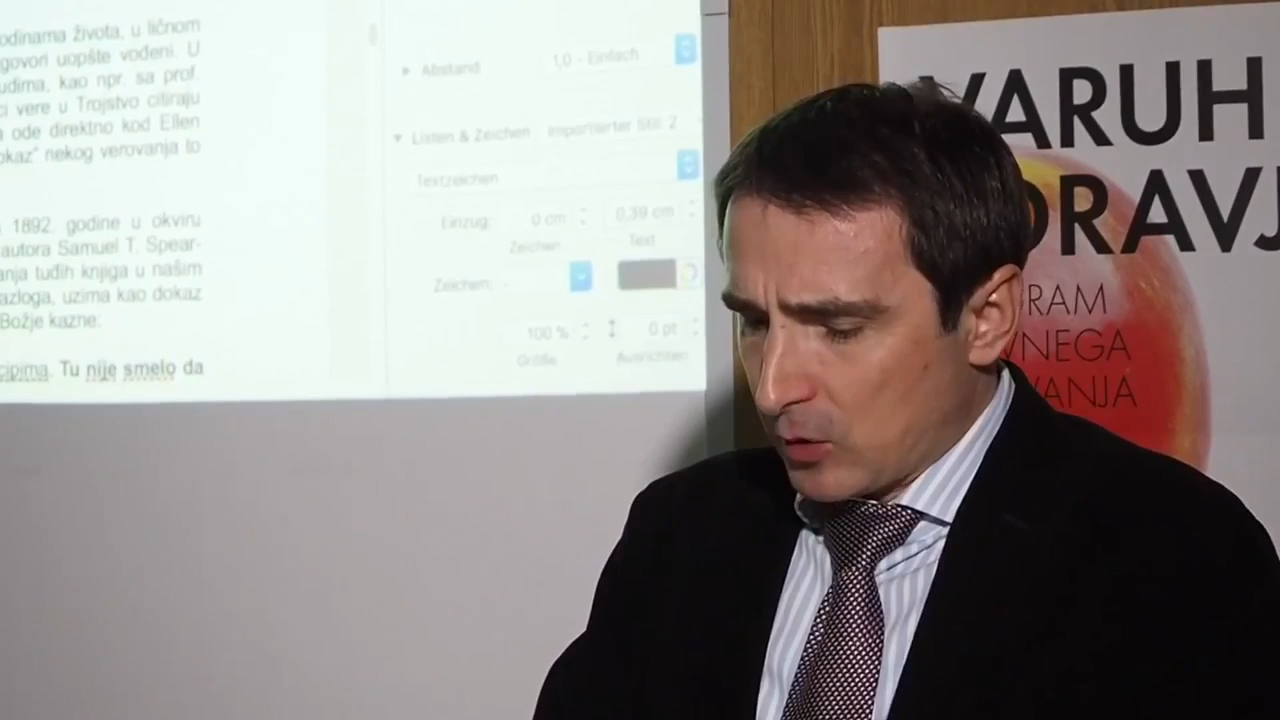 odinama života, u ličnom
govori uopšte vođeni. U
udima, kao npr. sa prof.
ci vere u Trojstvo citiraju
a ode direktno kod Ellen
okaz" nekog verovanja to
1892. godine u okviru
autora Samuel T. Spear-
anja tuđih knjiga u našim
azloga, uzima kao dokaz
Božje kazne:
cipima. Tu nije smelo da
Abstand 1,0 - Einfach
Listen & Zeichen Importierter Stil 2
Textzeichen
Einzug: 0 cm 0,39 cm
Zeichen Text
Zeichen: -
100 % 0 pt
Größe Ausrichten
VARUH
DRAVJ
RAM
VNEGA
VANJA